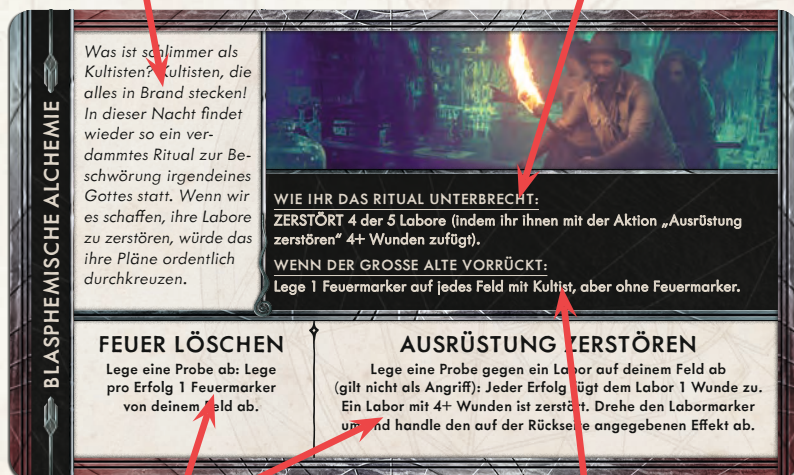 BLASPHEMISCHE ALCHEMIE
Was ist schlimmer als
Kultisten? Kultisten, die
alles in Brand stecken!
In dieser Nacht findet
wieder so ein ver-
dammtes Ritual zur Be-
schwörung irgendeines
Gottes statt. Wenn wir
es schaffen, ihre Labore
zu zerstören, würde das
ihre Pläne ordentlich
durchkreuzen.
WIE IHR DAS RITUAL UNTERBRECHT:
ZERSTÖRT 4 der 5 Labore (indem ihr ihnen mit der Aktion „Ausrüstung
zerstören“ 4+ Wunden zufügt).
WENN DER GROSSE ALTE VORRÜCKT:
Lege 1 Feuermarker auf jedes Feld mit Kultist, aber ohne Feuermarker.
FEUER LÖSCHEN
Lege eine Probe ab: Lege
pro Erfolg 1 Feuermarker
von deinem Feld ab.
AUSRÜSTUNG ZERSTÖREN
Lege eine Probe gegen ein Labor auf deinem Feld ab
(gilt nicht als Angriff): Jeder Erfolg fügt dem Labor 1 Wunde zu.
Ein Labor mit 4+ Wunden ist zerstört. Drehe den Labormarker
um und handle den auf der Rückseite angegebenen Effekt ab.